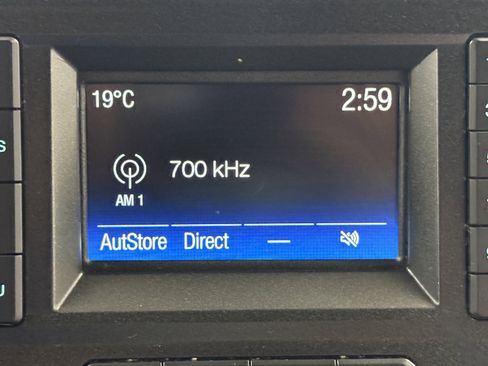 19°C 2:59
700 kHz
AM 1
AutStore Direct —